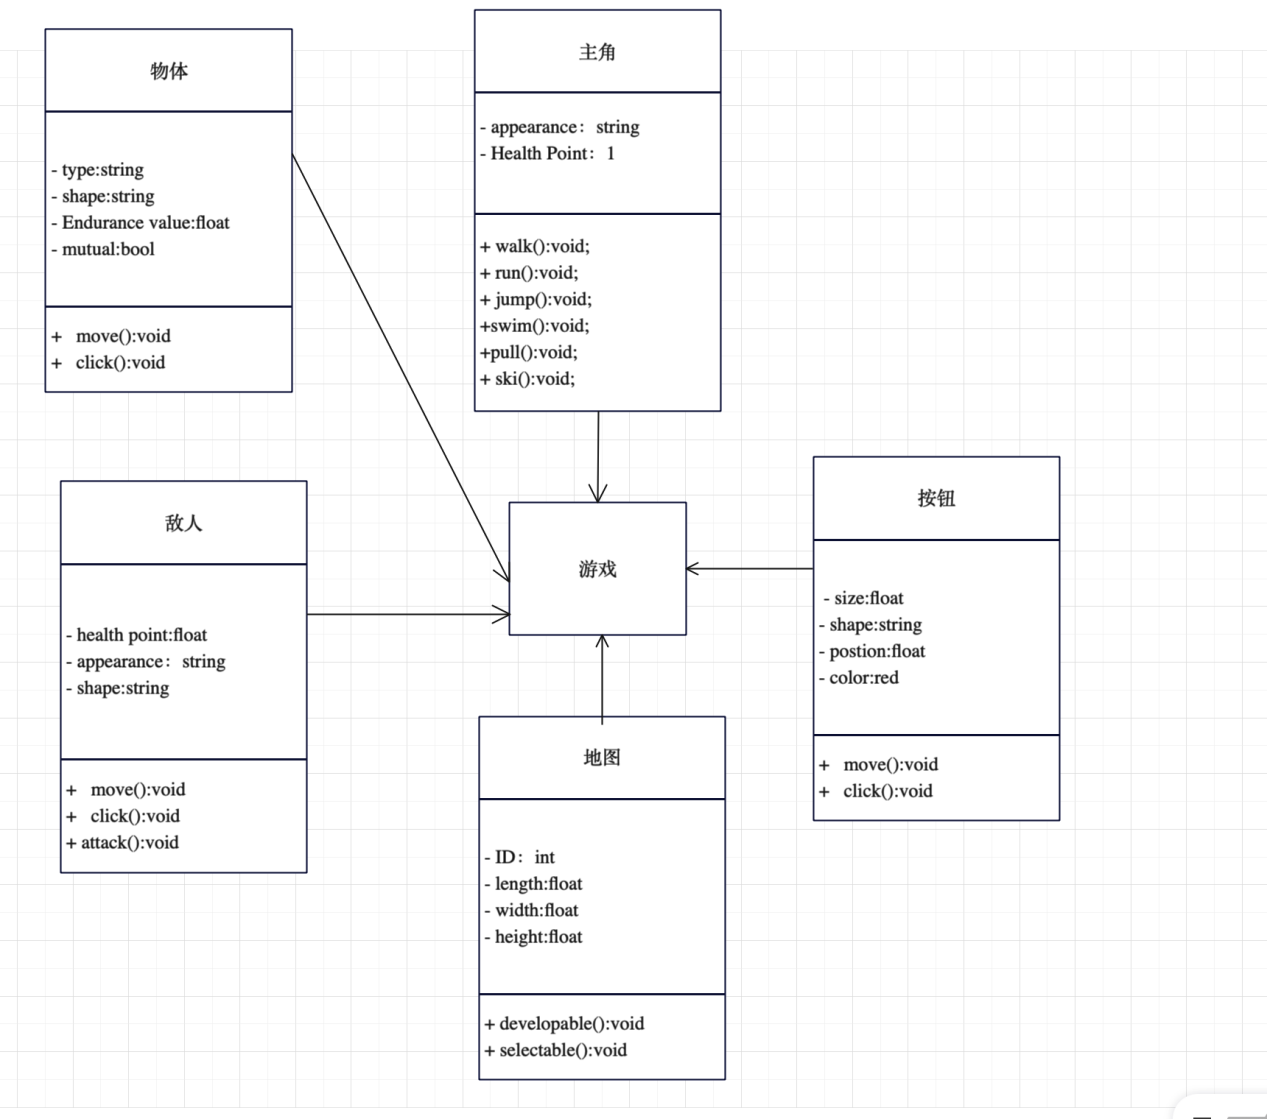 物体
- type:string
- shape:string
- Endurance value:float
- mutual:bool
+ move():void
+ click():void
主角
- appearance：string
- Health Point：1
+ walk():void;
+ run():void;
+ jump():void;
+swim():void;
+pull():void;
+ ski():void;
敌人
- health point:float
- appearance：string
- shape:string
+ move():void
+ click():void
+ attack():void
游戏
按钮
- size:float
- shape:string
- postion:float
- color:red
+ move():void
+ click():void
地图
- ID：int
- length:float
- width:float
- height:float
+ developable():void
+ selectable():void